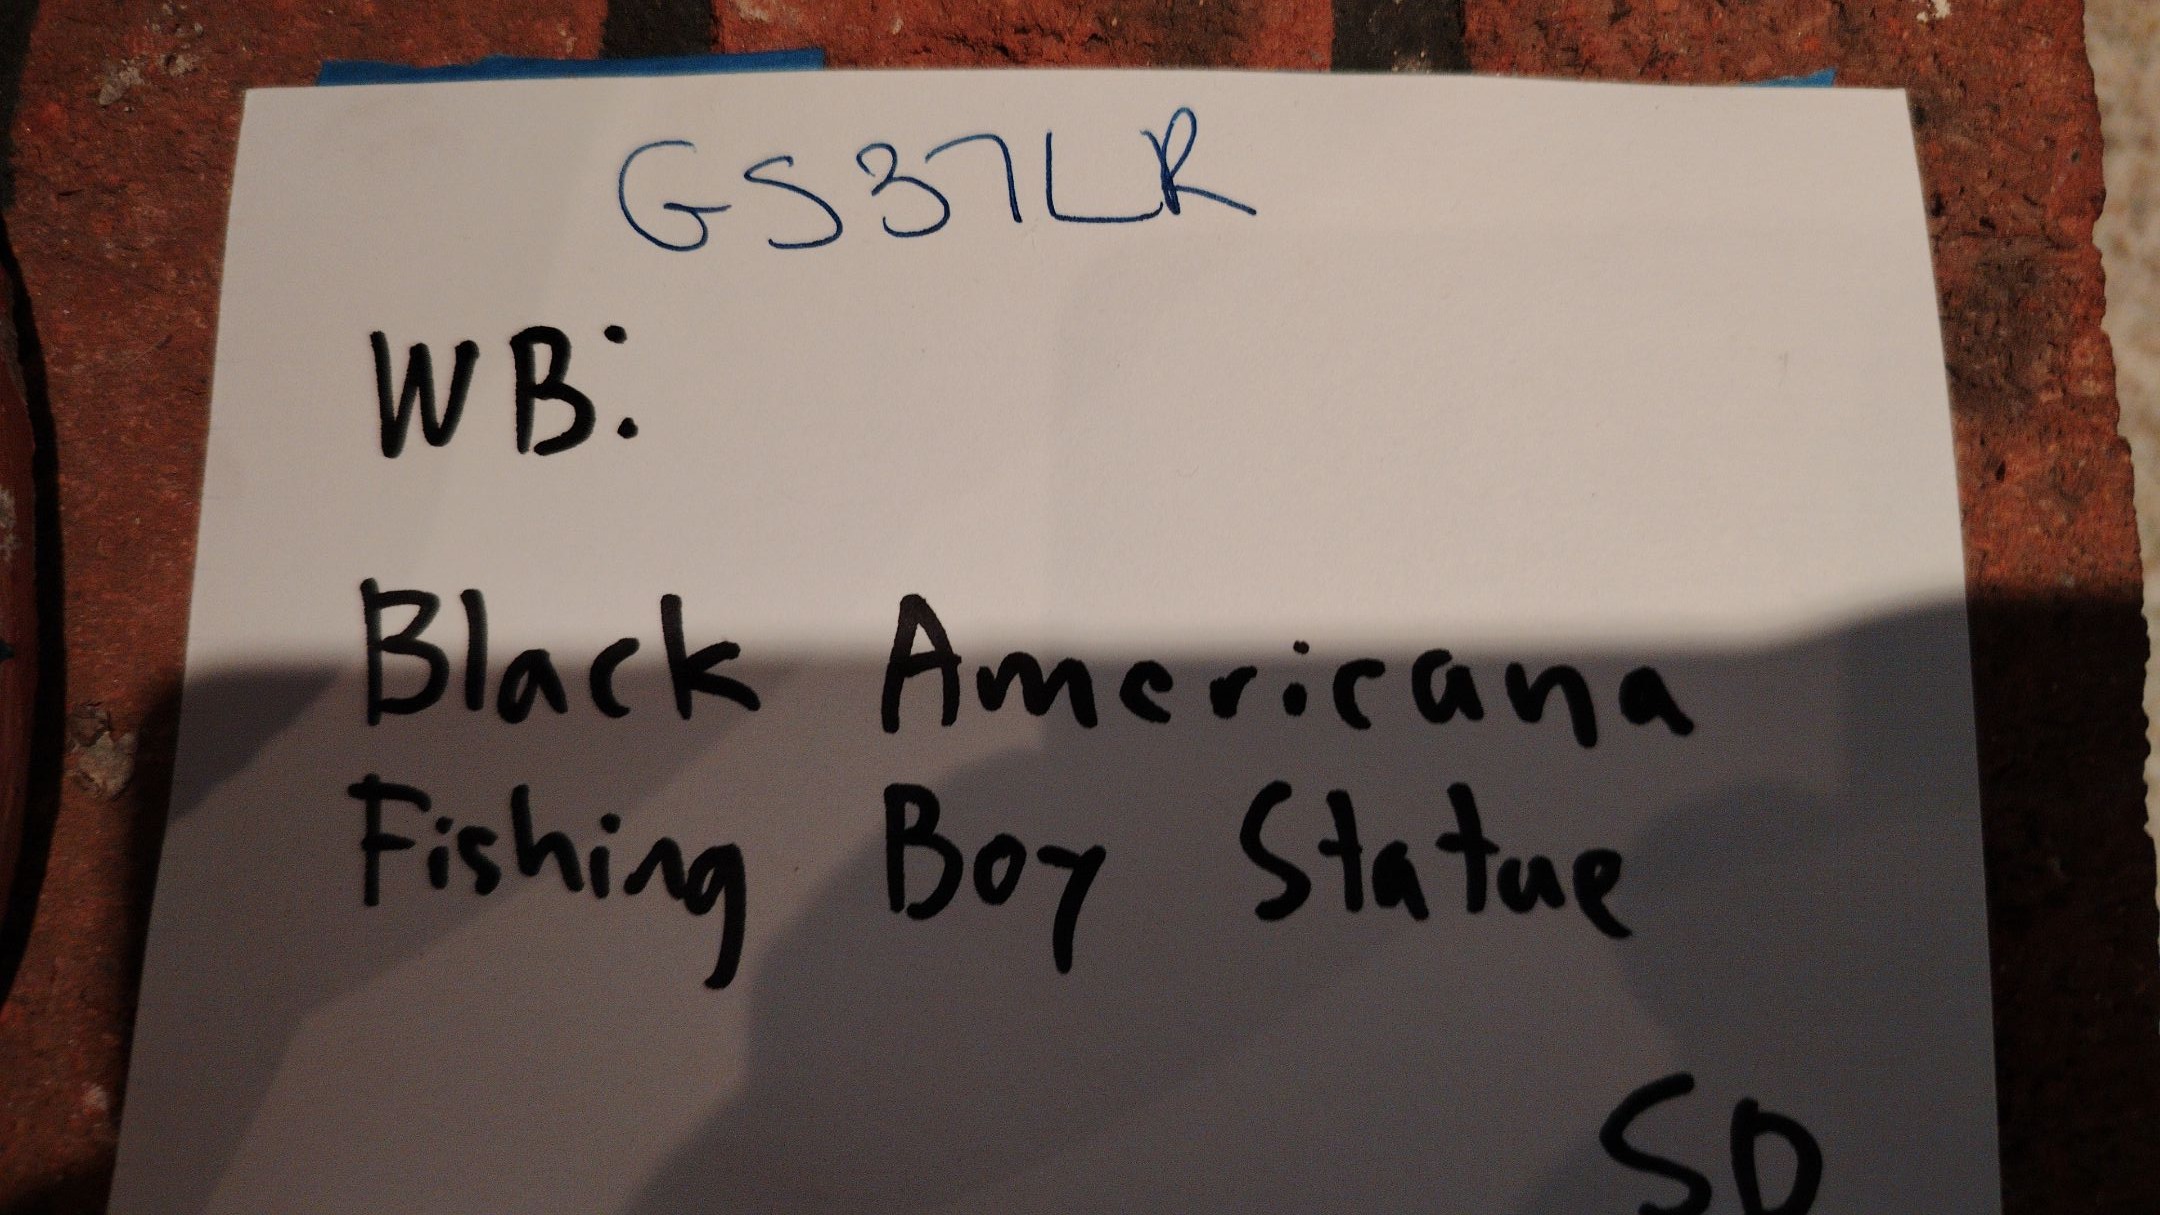 GS37LR
WB:
Black Americana
Fishing Boy Statue
SD